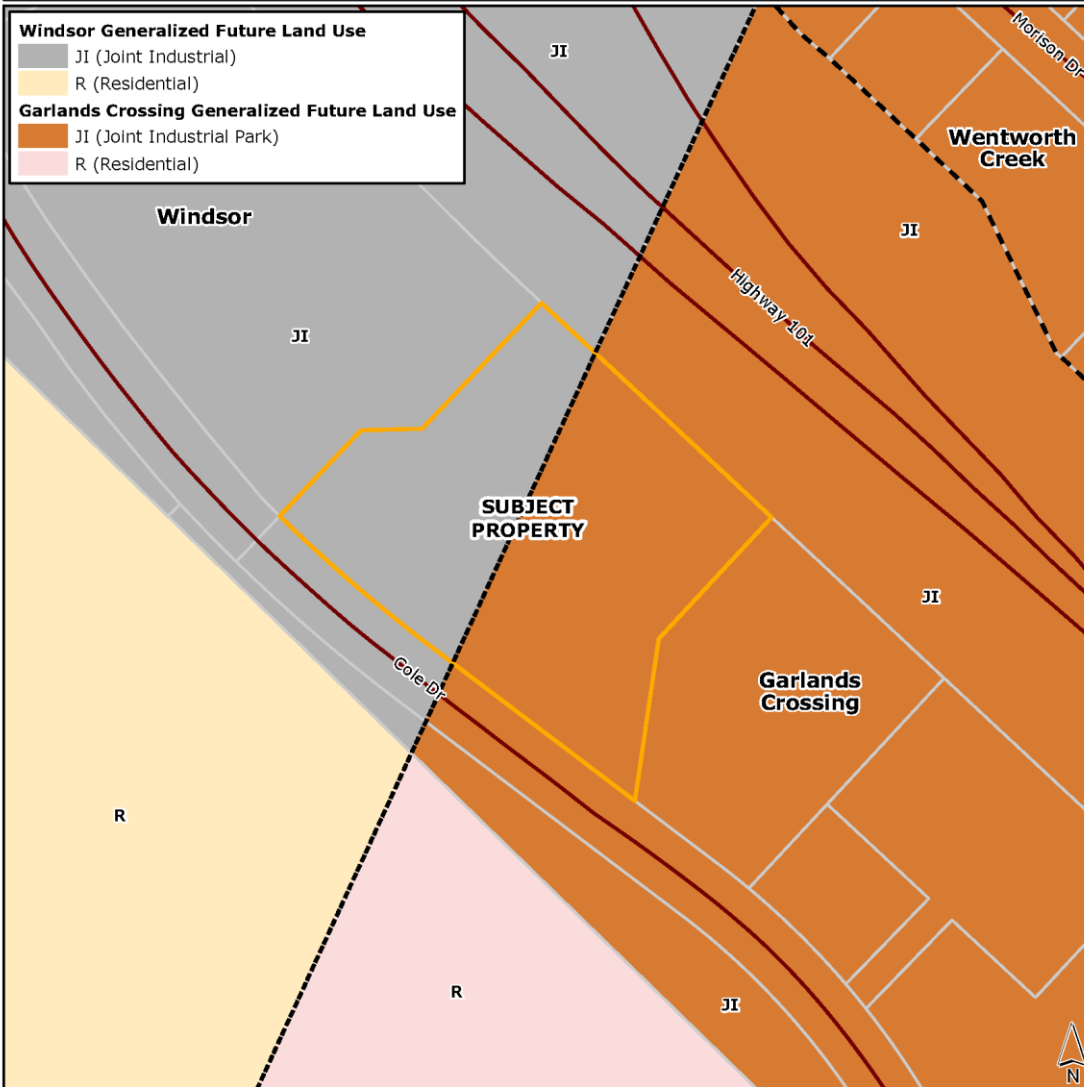 Windsor Generalized Future Land Use
JI (Joint Industrial)
R (Residential)
Garlands Crossing Generalized Future Land Use
JI (Joint Industrial Park)
R (Residential)
JI
Morison Dr
Wentworth
Creek
Windsor
JI
Highway 101
JI
SUBJECT
PROPERTY
JI
Cole Dr
Garlands
Crossing
R
R
JI
N